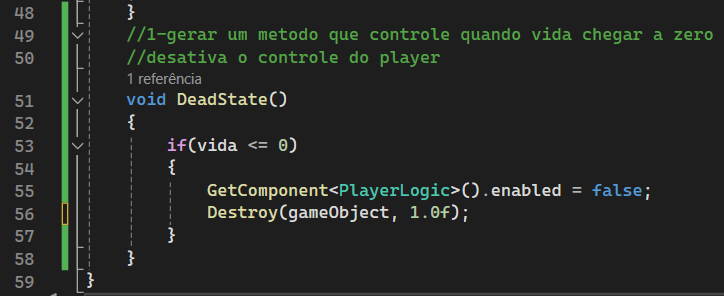 48 }
49 //1-gerar um metodo que controle quando vida chegar a zero
50 //desativa o controle do player
1 referência
51 void DeadState()
52 {
53 if(vida <= 0)
54 {
55 GetComponent<PlayerLogic>().enabled = false;
56 Destroy(gameObject, 1.0f);
57 }
58 }
59 }